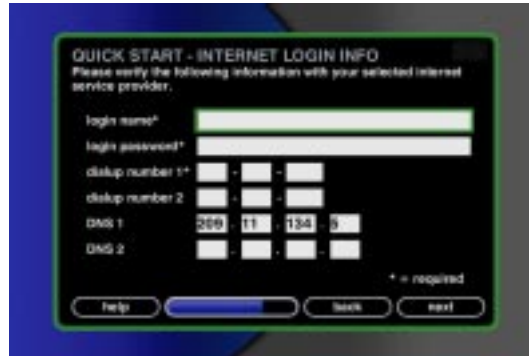 QUICK START - INTERNET LOGIN INFO
Please verify the following information with your selected internet
service provider.
login name*
login password*
dialup number 1* - -
dialup number 2 - -
DNS 1 209 . 11 . 134 . 5
DNS 2 . . .
* = required
help back next